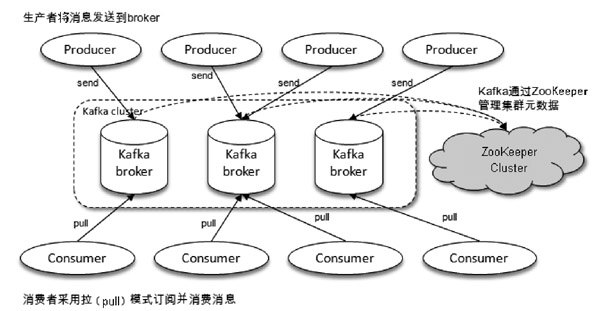 生产者将消息发送到broker
Producer
Producer
Producer
Producer
send
send
send
send
Kafka通过ZooKeeper
管理集群元数据
Kafka cluster
Kafka
broker
Kafka
broker
Kafka
broker
ZooKeeper
Cluster
pull
pull
pull
pull
Consumer
Consumer
Consumer
Consumer
消费者采用拉（pull）模式订阅并消费消息